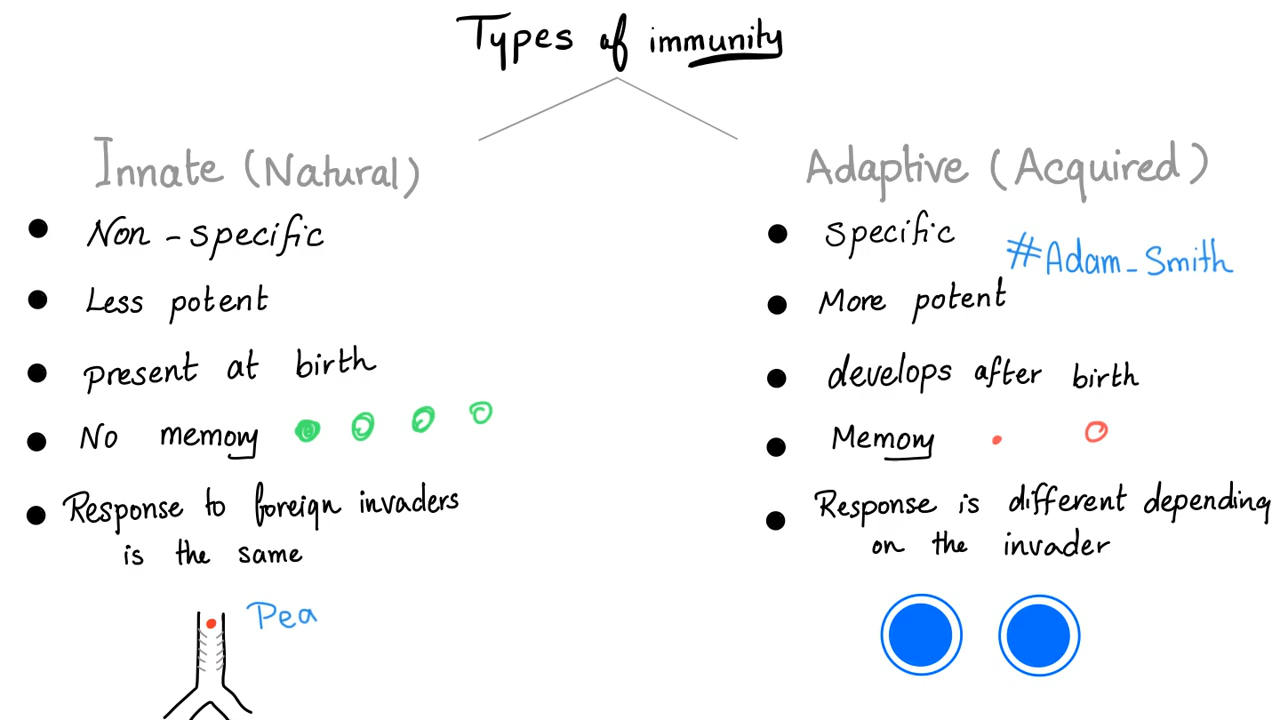 Types of immunity
Innate (Natural)
Non-specific
Less potent
present at birth
No memory
Response to foreign invaders
is the same
Pea
Adaptive (Acquired)
specific
#Adam_Smith
More potent
develops after birth
Memory
Response is different depending
on the invader